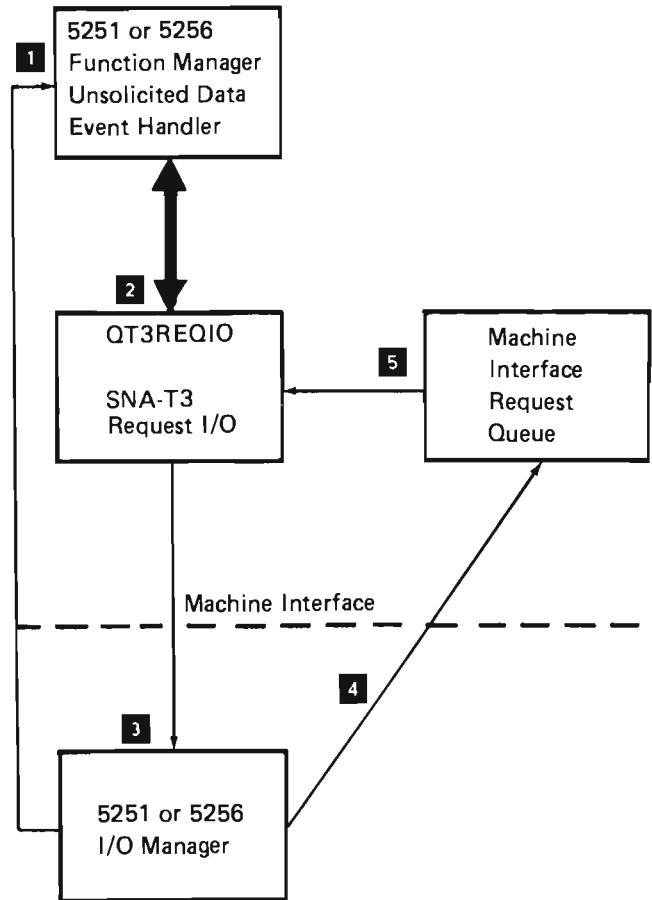 1
5251 or 5256
Function Manager
Unsolicited Data
Event Handler
2
QT3REQIO
SNA-T3
Request I/O
5
Machine
Interface
Request
Queue
Machine Interface
4
3
5251 or 5256
I/O Manager